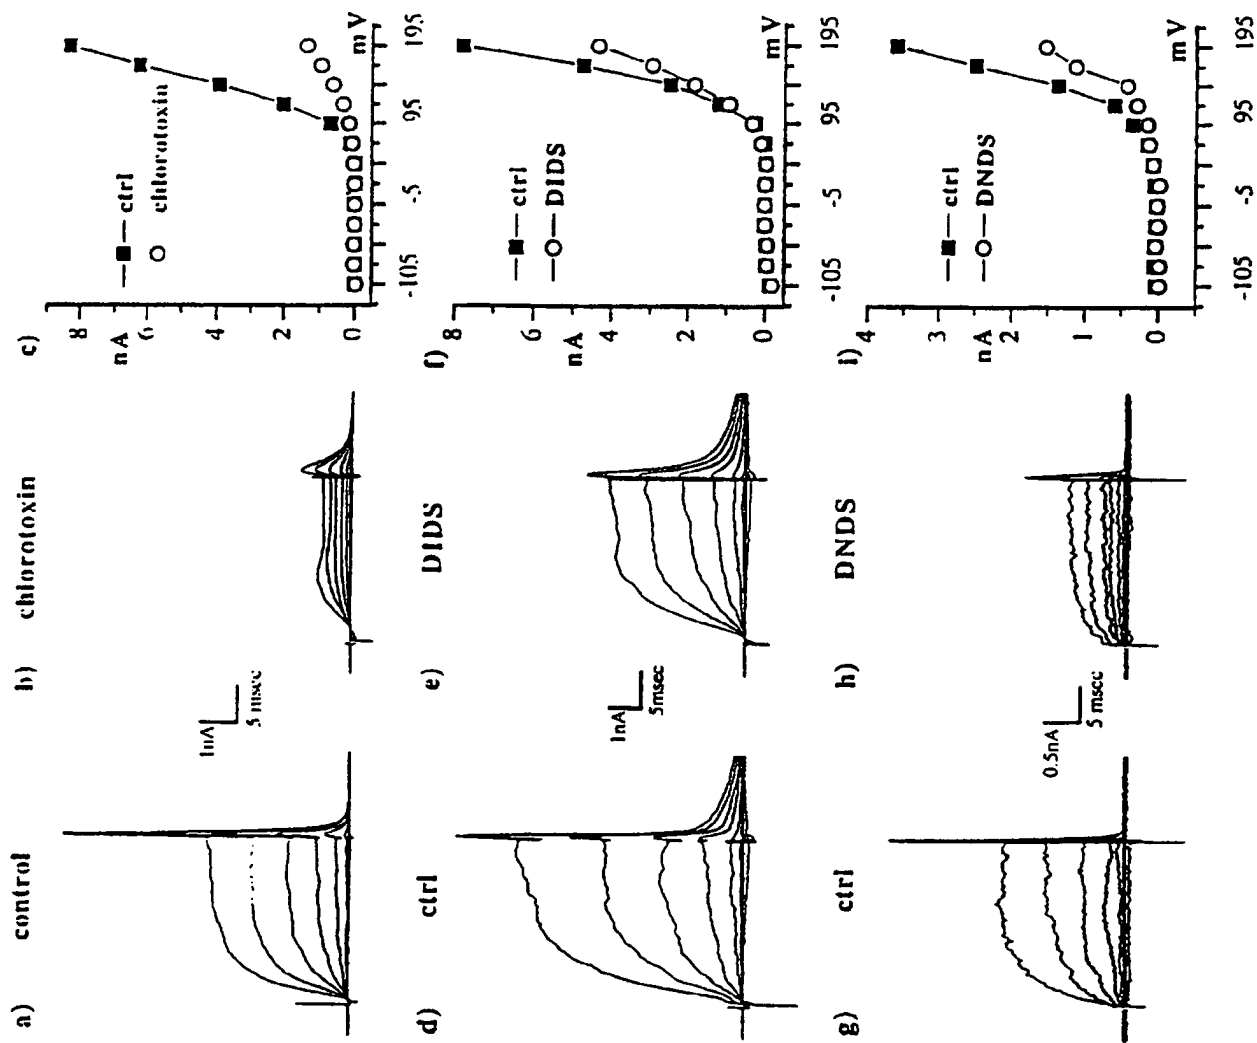 a) control
b) chlorotoxin
c)
1nA
5 msec
8
6
4
2
0
nA
ctrl
chlorotoxin
-105 -5 95 195
mV
d) ctrl
e) DIDS
f)
1nA
5msec
8
6
4
2
0
nA
ctrl
DIDS
-105 -5 95 195
mV
g) ctrl
h) DNDS
i)
0.5nA
5 msec
4
3
2
1
0
nA
ctrl
DNDS
-105 -5 95 195
mV